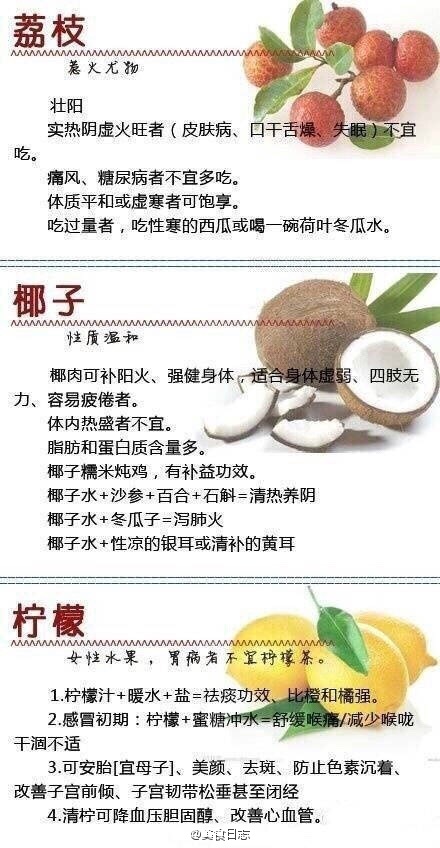 荔枝
惹火尤物
壮阳
实热阴虚火旺者（皮肤病、口干舌燥、失眠）不宜
吃。
痛风、糖尿病者不宜多吃。
体质平和或虚寒者可饱享。
吃过量者，吃性寒的西瓜或喝一碗荷叶冬瓜水。
椰子
性质温和
椰肉可补阳火、强健身体，适合身体虚弱、四肢无
力、容易疲倦者。
体内热盛者不宜。
脂肪和蛋白质含量多。
椰子糯米炖鸡，有补益功效。
椰子水+沙参+百合+石斛=清热养阴
椰子水+冬瓜子=泻肺火
椰子水+性凉的银耳或清补的黄耳
柠檬
女性水果，胃病者不宜柠檬茶。
1.柠檬汁+暖水+盐=祛痰功效、比橙和橘强。
2.感冒初期：柠檬+蜜糖冲水=舒缓喉痛/减少喉咙
干涸不适
3.可安胎[宜母子]、美颜、去斑、防止色素沉着、
改善子宫前倾、子宫韧带松垂甚至闭经
4.清柠可降血压胆固醇、改善心血管。
@美食日志